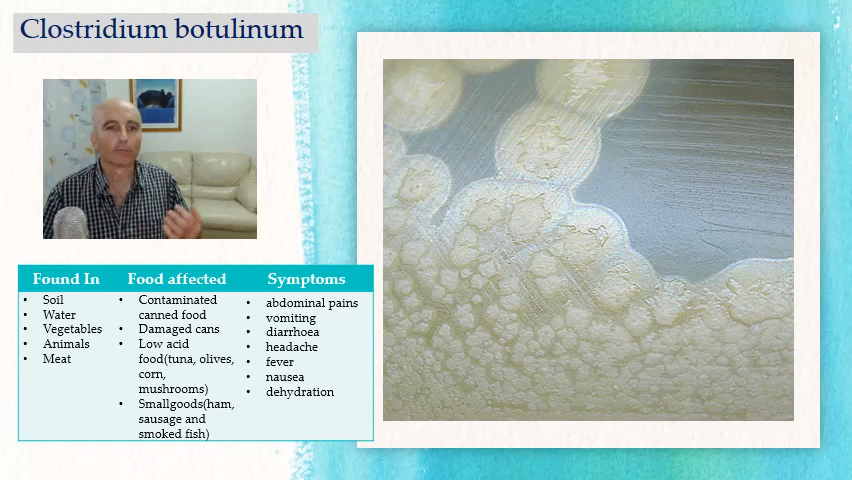 Clostridium botulinum
Found In
Food affected
Symptoms
• Soil
• Water
• Vegetables
• Animals
• Meat
• Contaminated
canned food
• Damaged cans
• Low acid
food(tuna, olives,
corn,
mushrooms)
• Smallgoods(ham,
sausage and
smoked fish)
• abdominal pains
• vomiting
• diarrhoea
• headache
• fever
• nausea
• dehydration